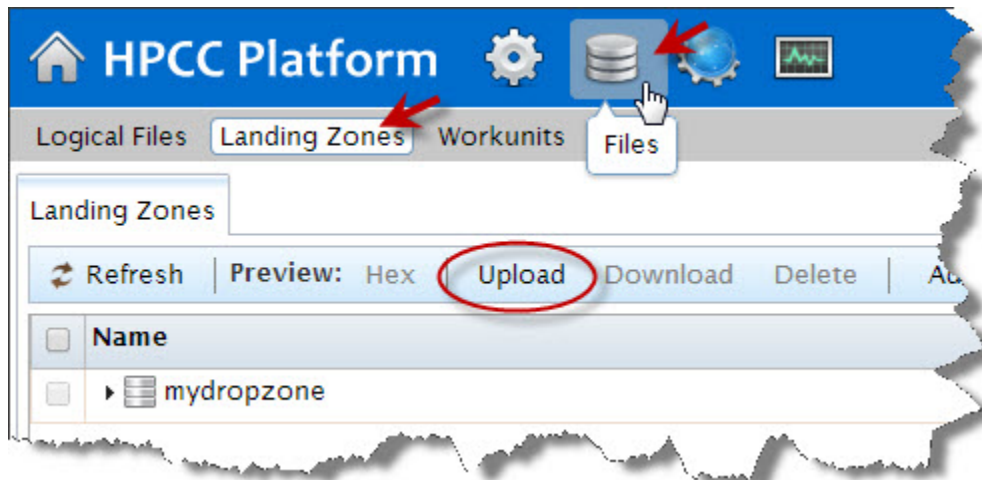 HPCC Platform
Logical Files Landing Zones Workunits Files
Landing Zones
Refresh Preview: Hex Upload Download Delete
Name
mydropzone